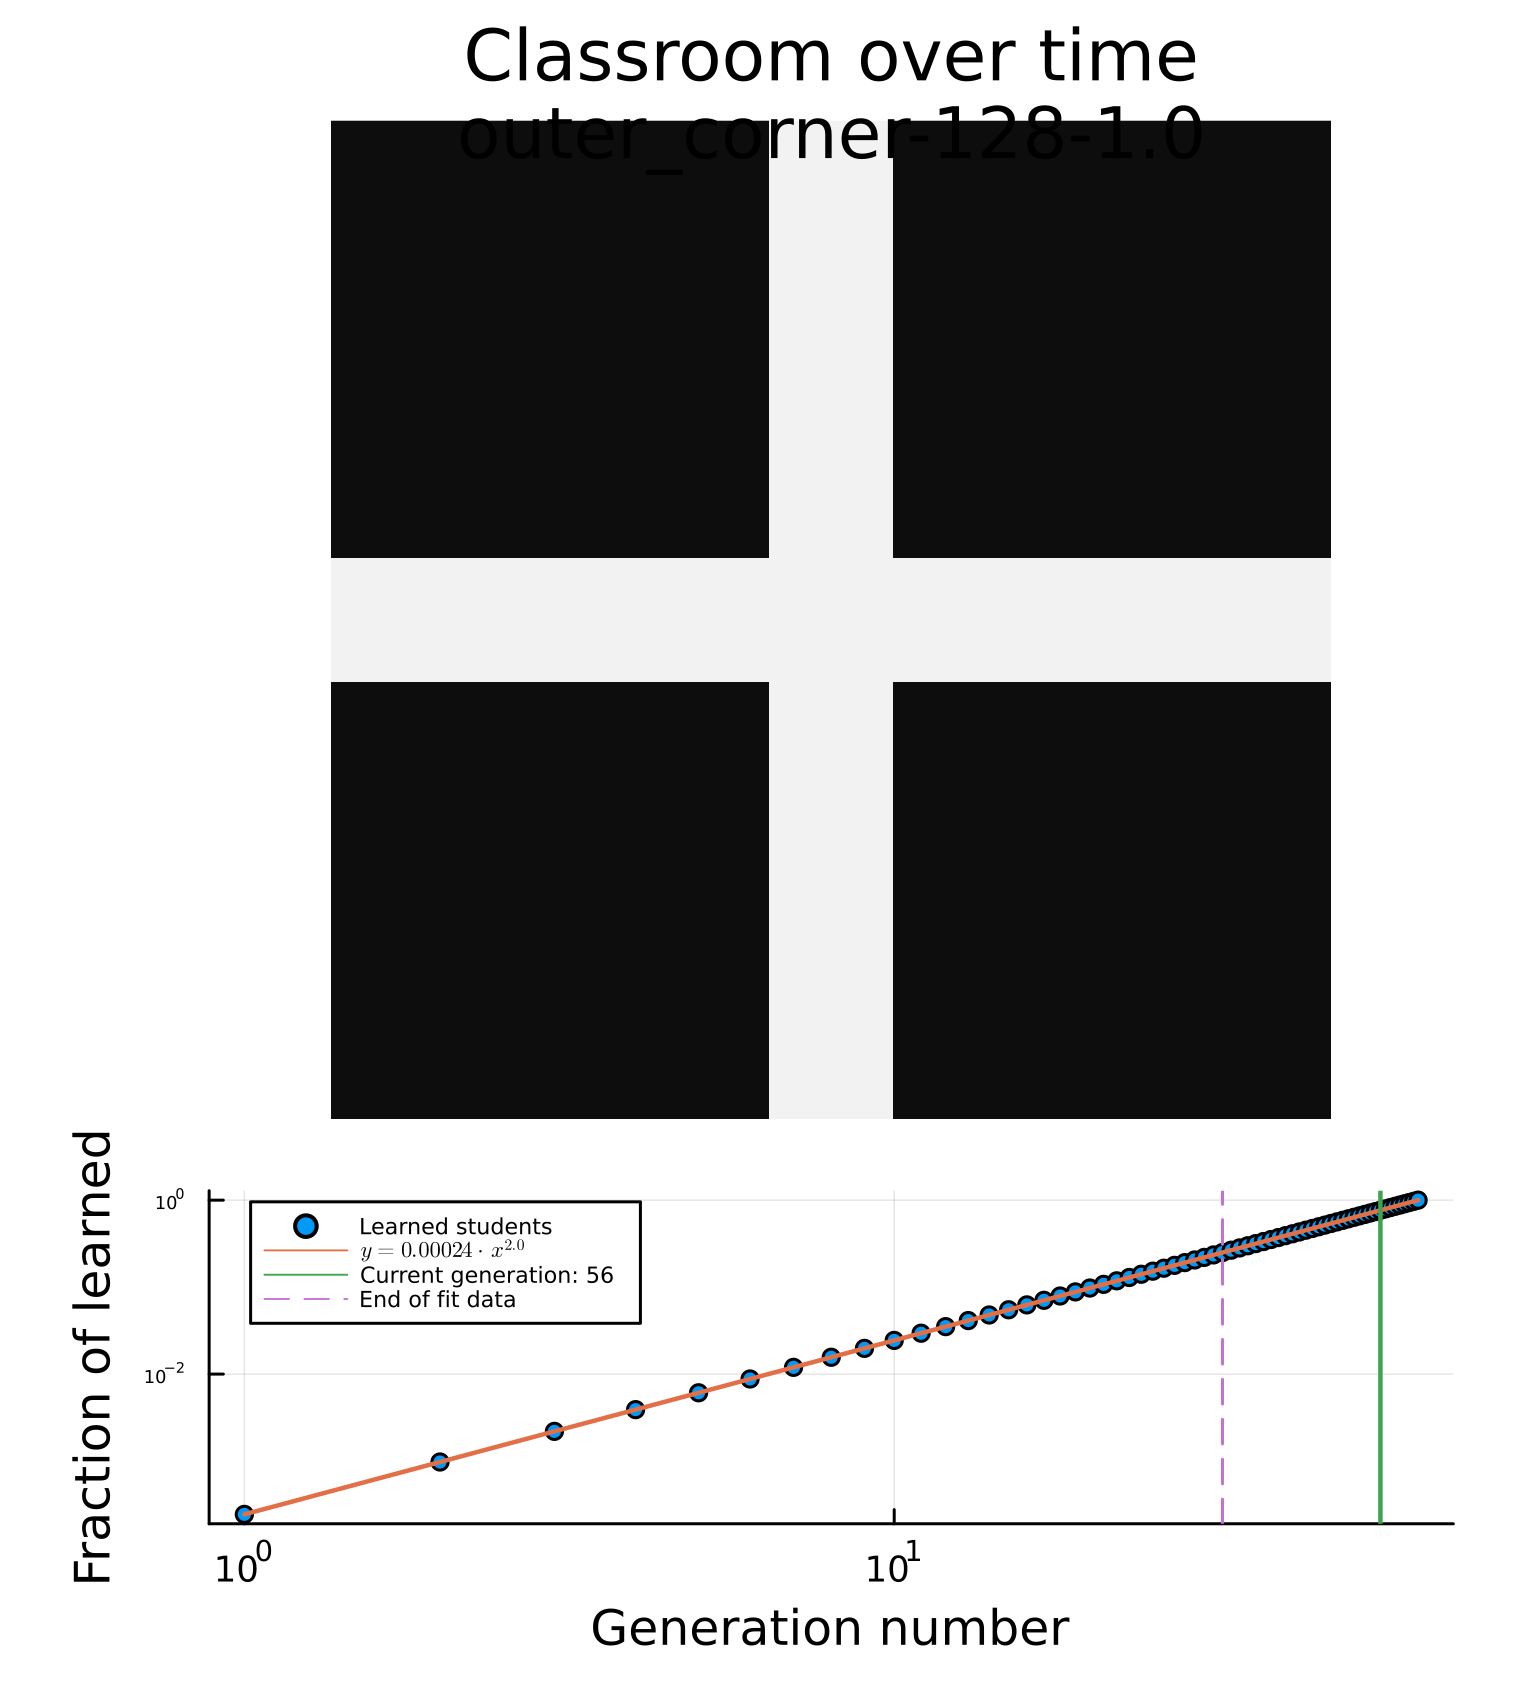 Classroom over time
outer_corner-128-1.0
Fraction of learned
10^0
Learned students
y = 0.00024 · x^2.0
Current generation: 56
End of fit data
10^-2
10^0
10^1
Generation number